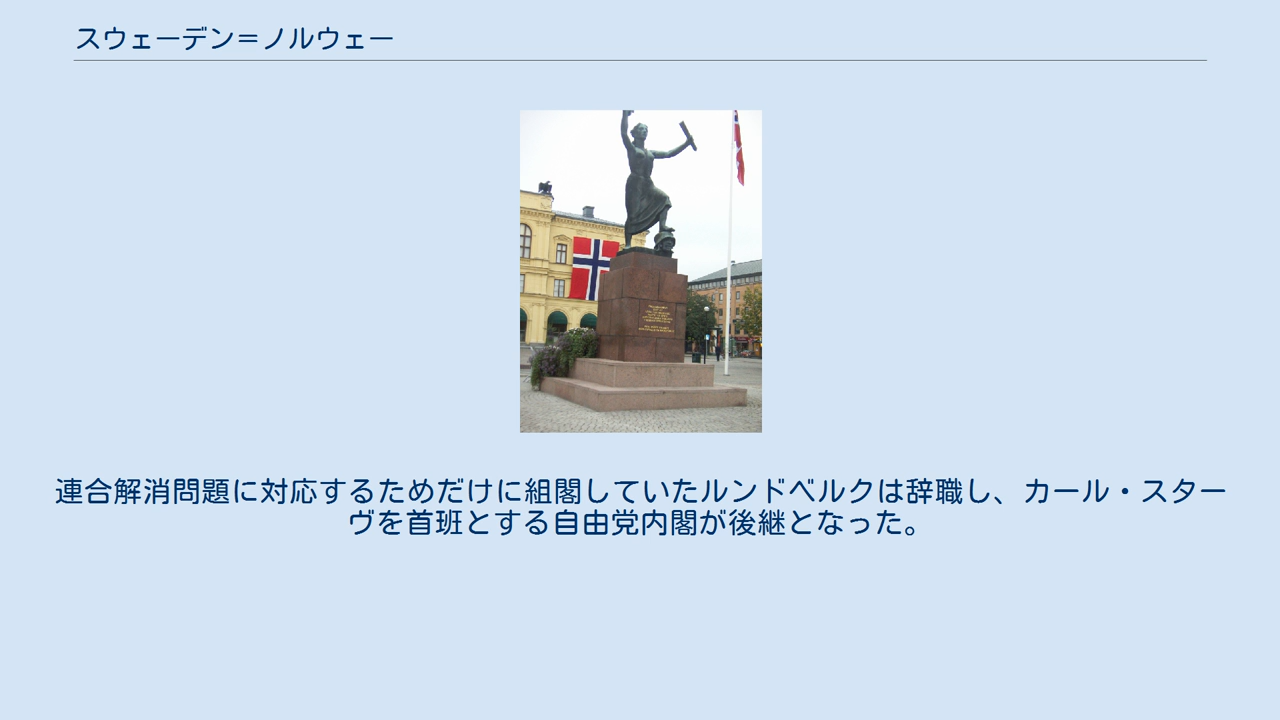 スウェーデン＝ノルウェー
連合解消問題に対応するためだけに組閣していたルンドベルクは辞職し、カール・スター
ヴを首班とする自由党内閣が後継となった。